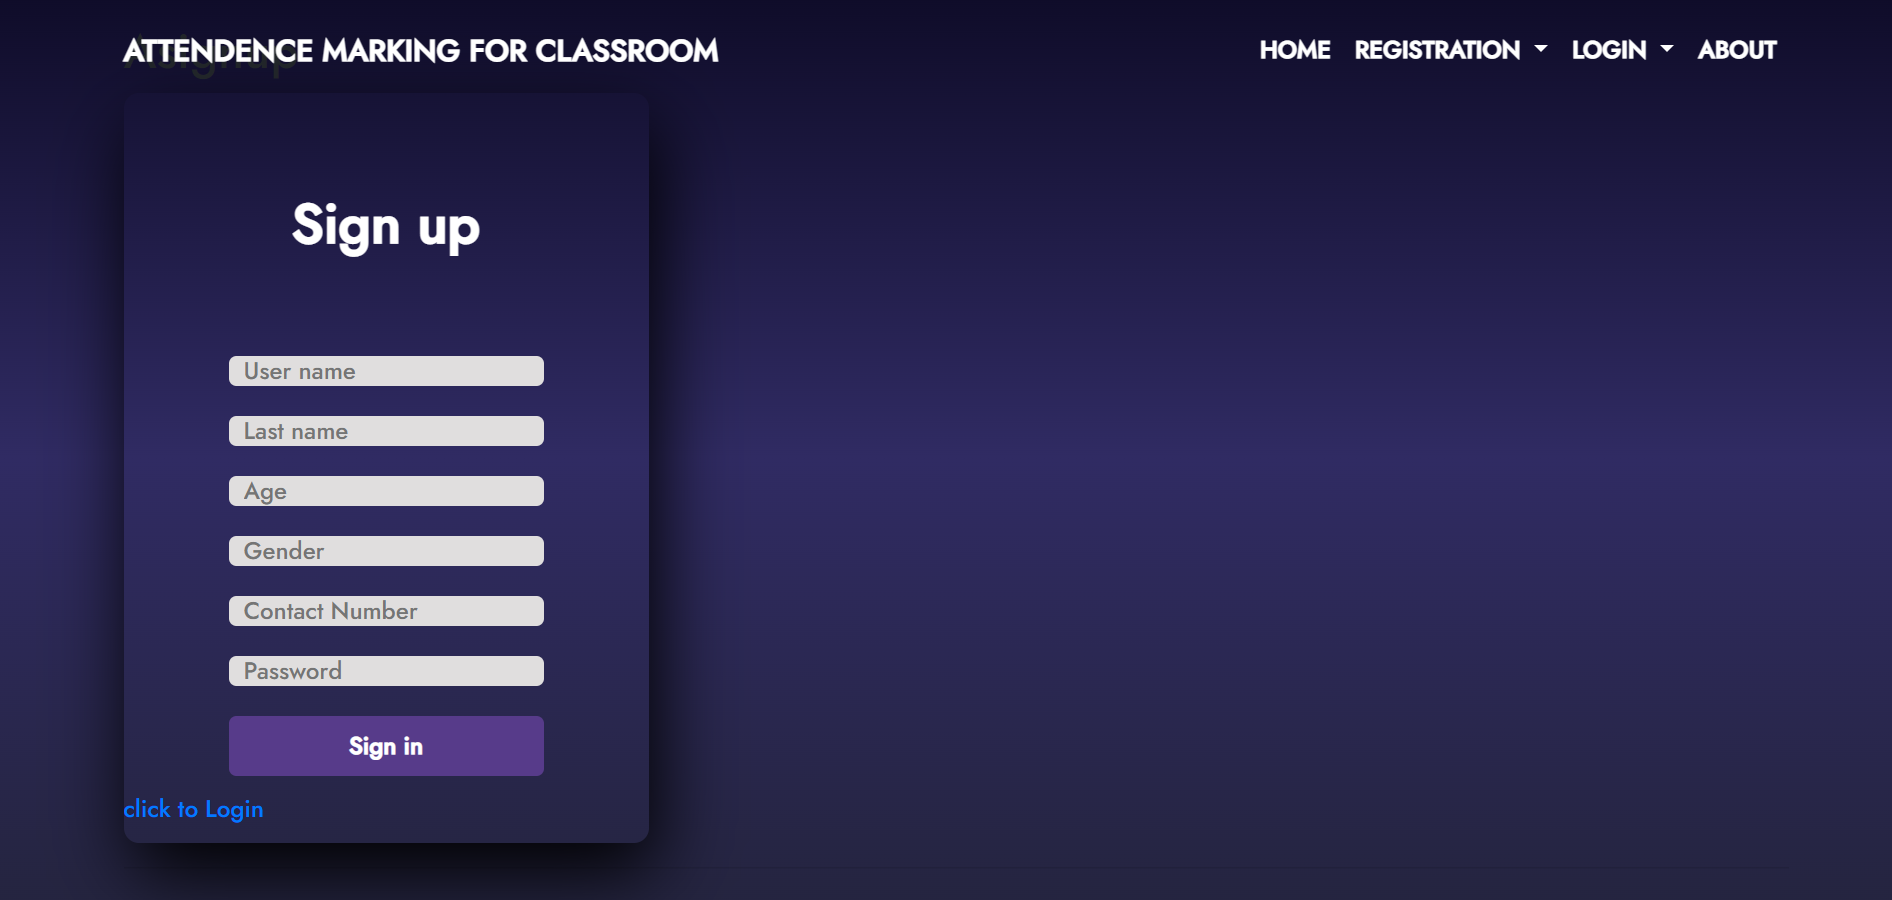 ATTENDENCE MARKING FOR CLASSROOM
HOME REGISTRATION LOGIN ABOUT
Sign up
User name
Last name
Age
Gender
Contact Number
Password
Sign in
click to Login